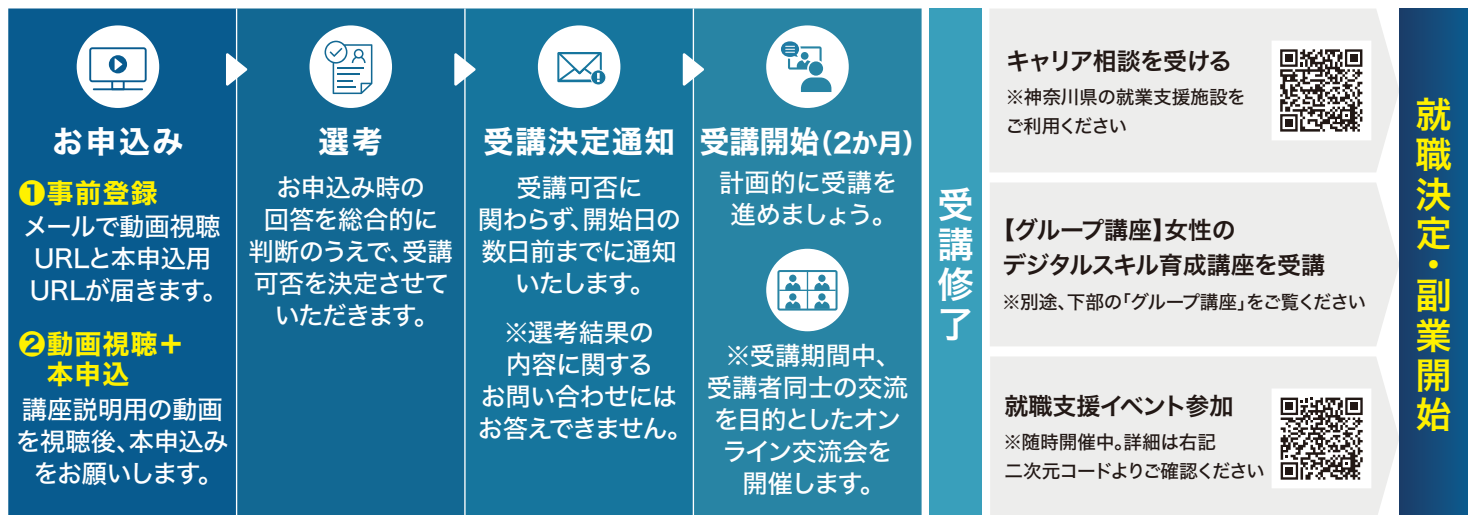 お申込み
❶事前登録
メールで動画視聴
URLと本申込用
URLが届きます。
❷動画視聴＋
本申込
講座説明用の動画
を視聴後、本申込み
をお願いします。
選考
お申込み時の
回答を総合的に
判断のうえで、受講
可否を決定させて
いただきます。
受講決定通知
受講可否に
関わらず、開始日の
数日前までに通知
いたします。
※選考結果の
内容に関する
お問い合わせには
お答えできません。
受講開始(2か月)
計画的に受講を
進めましょう。
※受講期間中、
受講者同士の交流
を目的としたオン
ライン交流会を
開催します。
受講修了
キャリア相談を受ける
※神奈川県の就業支援施設を
ご利用ください
【グループ講座】女性の
デジタルスキル育成講座を受講
※別途、下部の「グループ講座」をご覧ください
就職支援イベント参加
※随時開催中。詳細は右記
二次元コードよりご確認ください
就職決定・副業開始